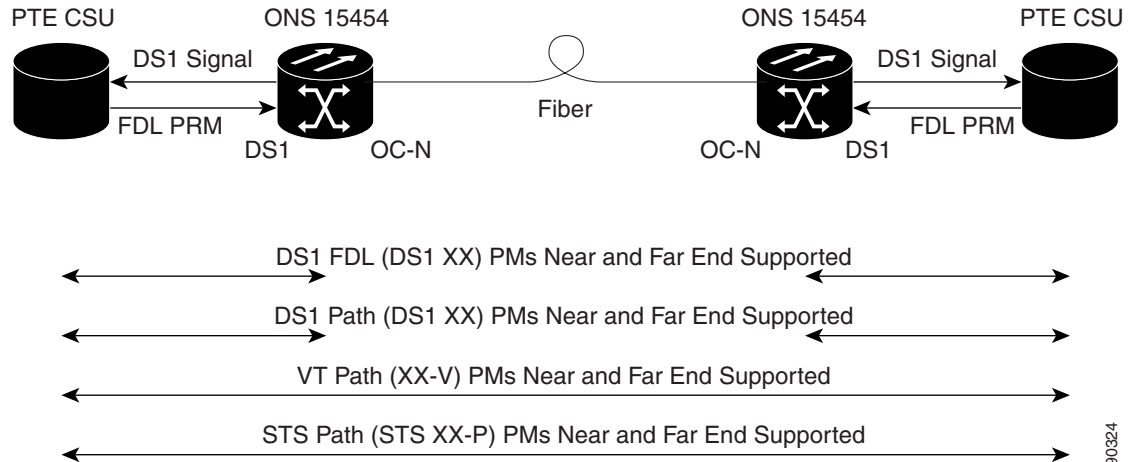 PTE CSU
ONS 15454
ONS 15454
PTE CSU
DS1 Signal
DS1 Signal
Fiber
FDL PRM
FDL PRM
DS1
OC-N
OC-N
DS1
DS1 FDL (DS1 XX) PMs Near and Far End Supported
DS1 Path (DS1 XX) PMs Near and Far End Supported
VT Path (XX-V) PMs Near and Far End Supported
STS Path (STS XX-P) PMs Near and Far End Supported
90324